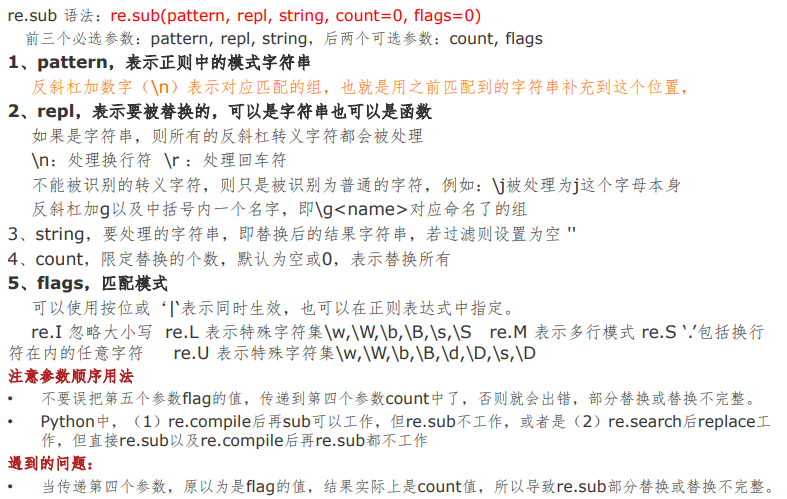 re.sub 语法：re.sub(pattern, repl, string, count=0, flags=0)
前三个必选参数：pattern, repl, string，后两个可选参数：count, flags
1、pattern，表示正则中的模式字符串
反斜杠加数字（\n）表示对应匹配的组，也就是用之前匹配到的字符串补充到这个位置，
2、repl，表示要被替换的，可以是字符串也可以是函数
如果是字符串，则所有的反斜杠转义字符都会被处理
\n：处理换行符 \r ：处理回车符
不能被识别的转义字符，则只是被识别为普通的字符，例如：\j被处理为j这个字母本身
反斜杠加g以及中括号内一个名字，即\g<name>对应命名了的组
3、string，要处理的字符串，即替换后的结果字符串，若过滤则设置为空 ''
4、count，限定替换的个数，默认为空或0，表示替换所有
5、flags，匹配模式
可以使用按位或‘|‘表示同时生效，也可以在正则表达式中指定。
re.I 忽略大小写 re.L 表示特殊字符集\w,\W,\b,\B,\s,\S re.M 表示多行模式 re.S ‘.’包括换行
符在内的任意字符 re.U 表示特殊字符集\w,\W,\b,\B,\d,\D,\s,\D
注意参数顺序用法
• 不要误把第五个参数flag的值，传递到第四个参数count中了，否则就会出错，部分替换或替换不完整。
• Python中，（1）re.compile后再sub可以工作，但re.sub不工作，或者是（2）re.search后replace工
作，但直接re.sub以及re.compile后再re.sub都不工作
遇到的问题：
• 当传递第四个参数，原以为是flag的值，结果实际上是count值，所以导致re.sub部分替换或替换不完整。